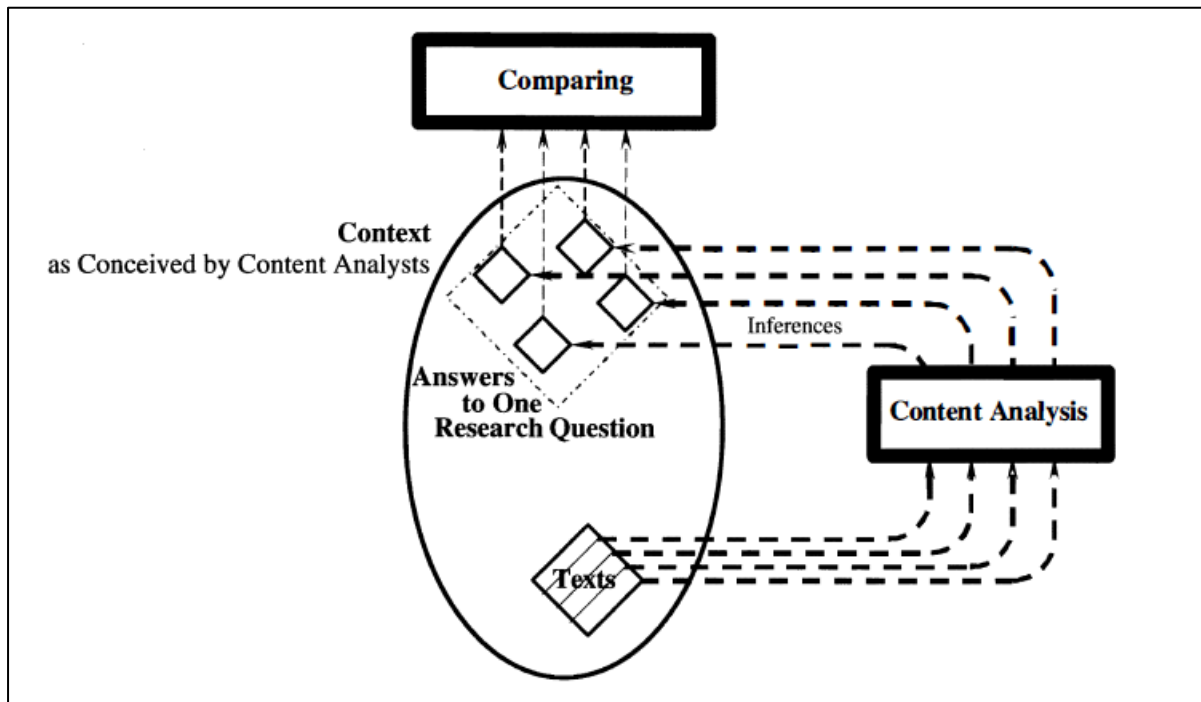 Comparing
Context
as Conceived by Content Analysts
Inferences
Answers
to One
Research Question
Content Analysis
Texts